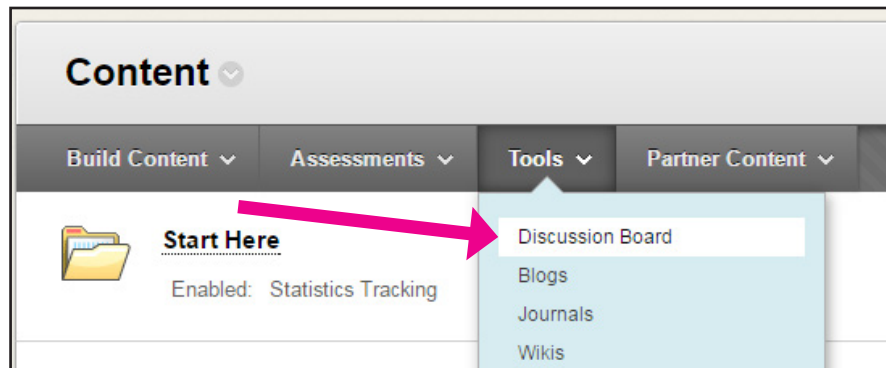 Content
Build Content Assessments Tools Partner Content
Start Here
Enabled: Statistics Tracking
Discussion Board
Blogs
Journals
Wikis